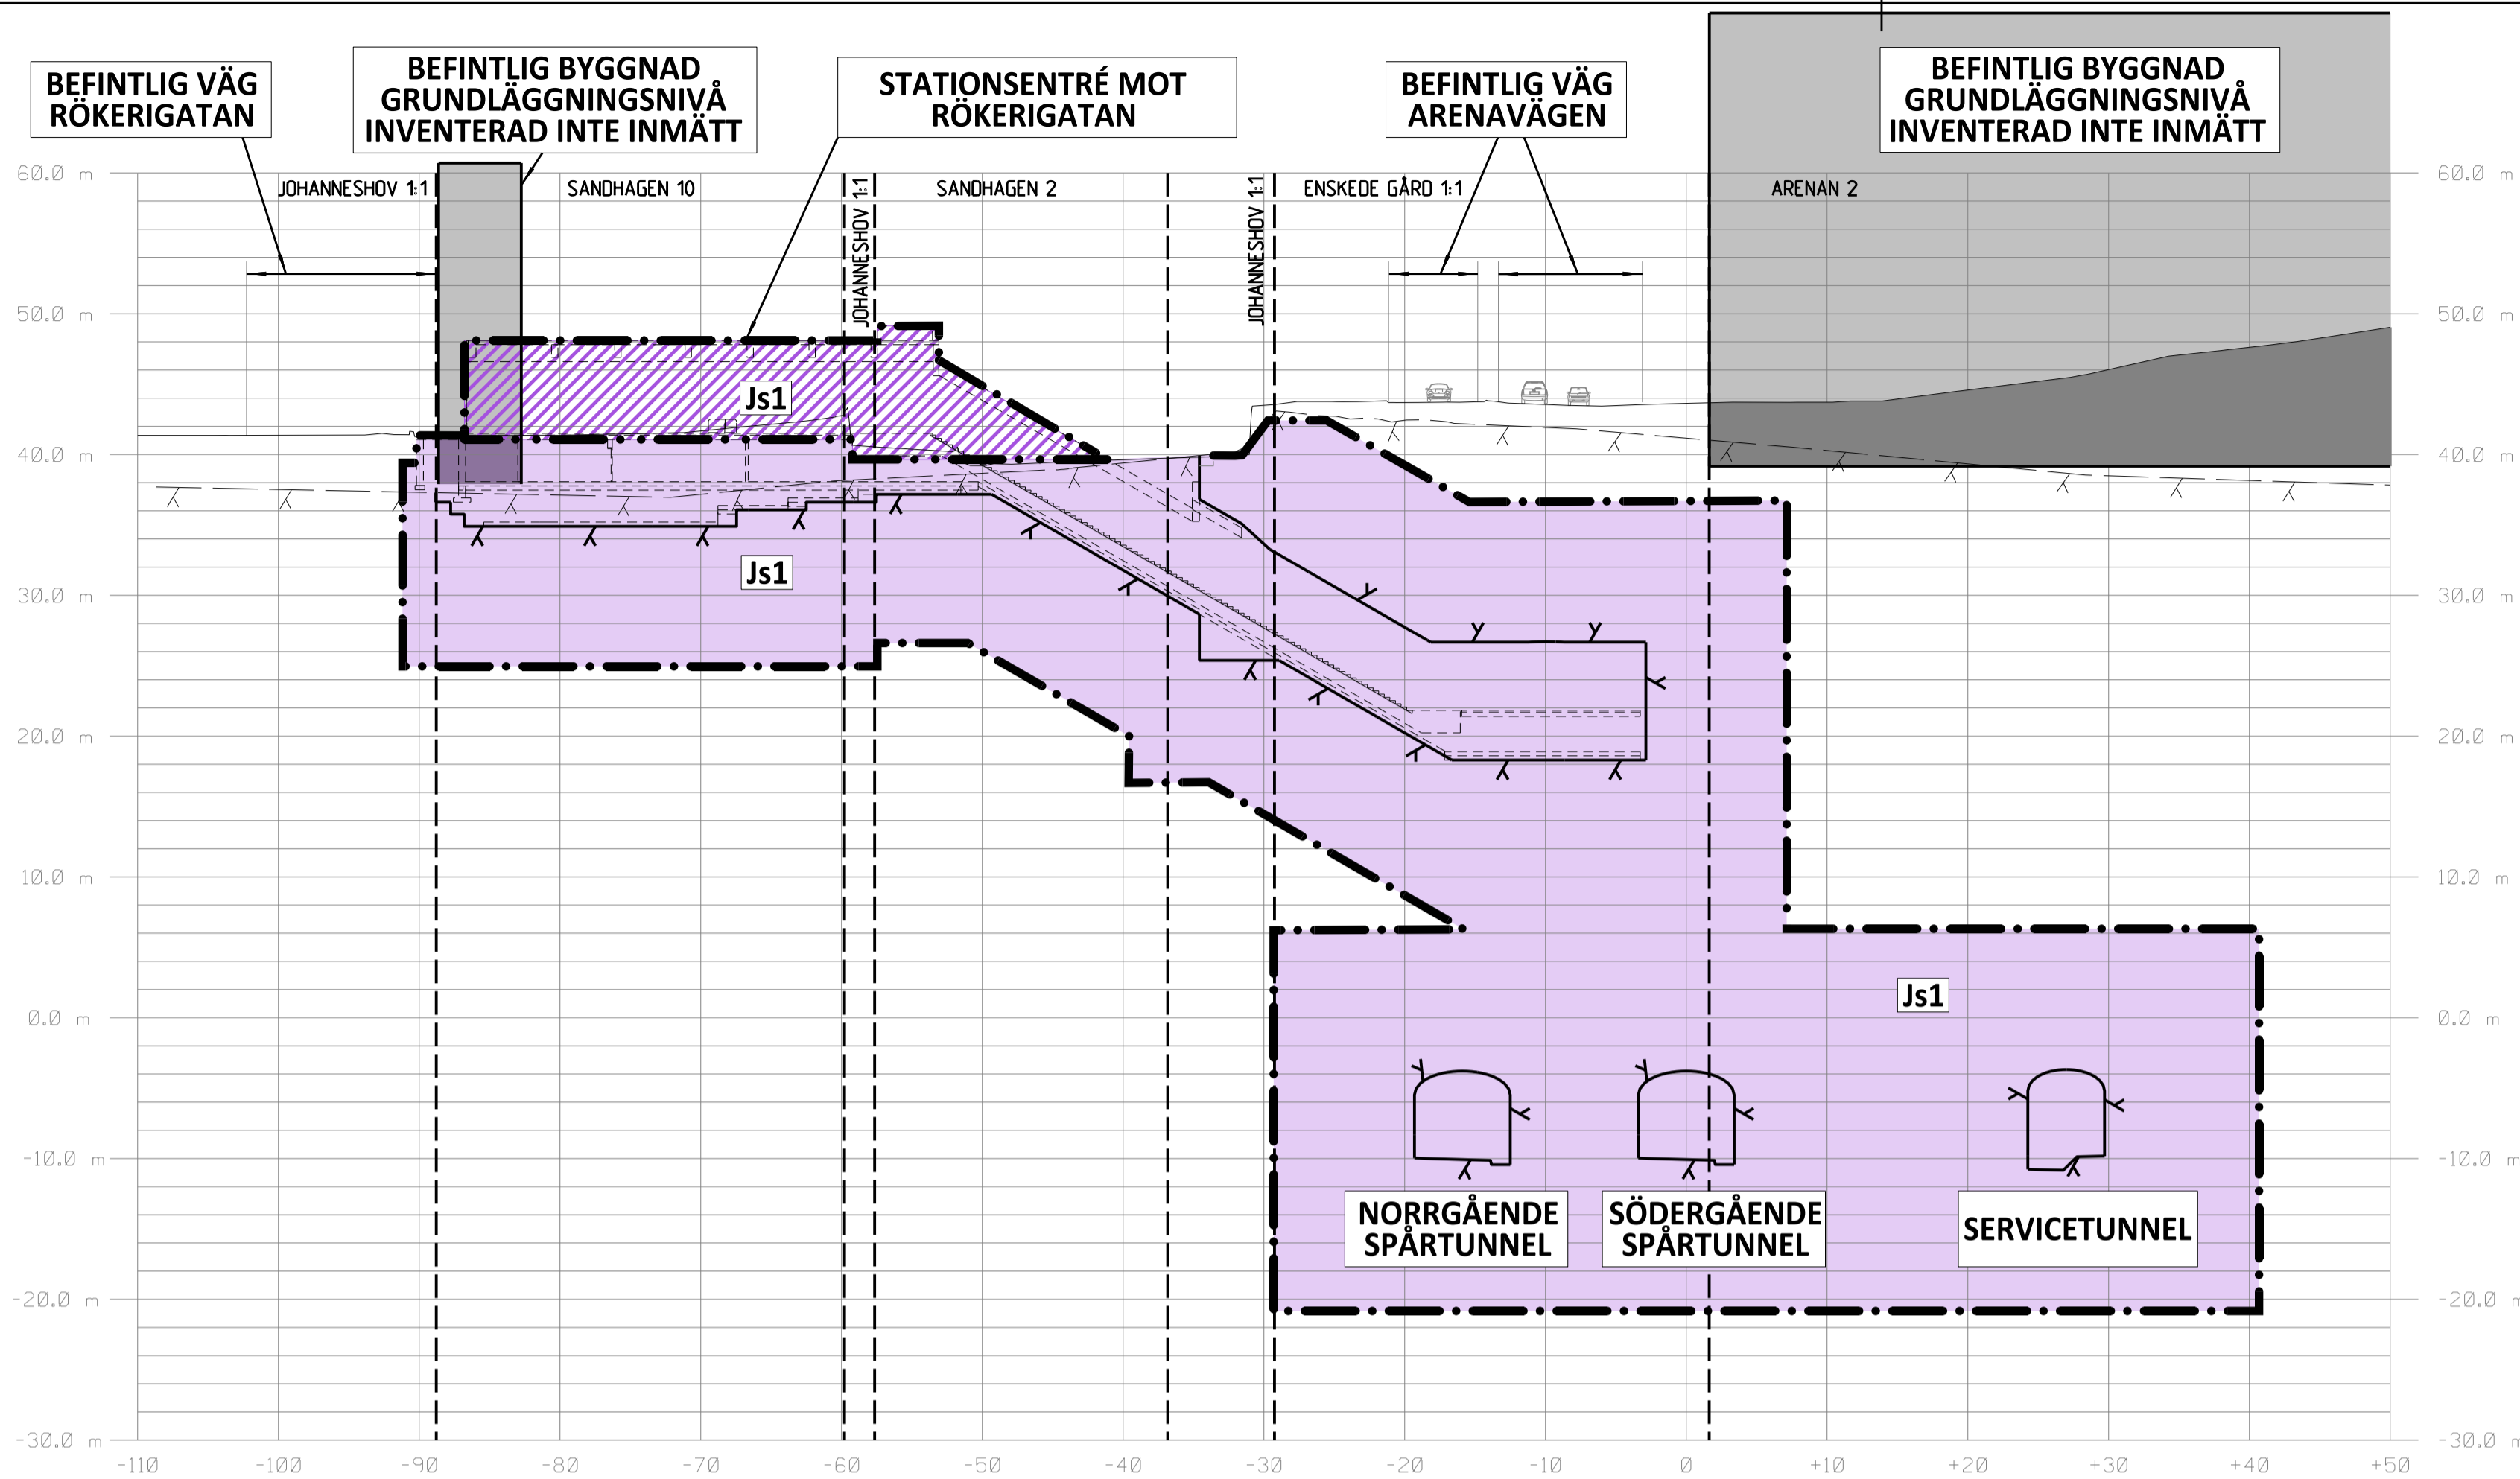 BEFINTLIG VÄG
RÖKERIGATAN
BEFINTLIG BYGGNAD
GRUNDLÄGGNINGSNIVÅ
INVENTERAD INTE INMÄTT
STATIONSENTRÉ MOT
RÖKERIGATAN
BEFINTLIG VÄG
ARENAVÄGEN
BEFINTLIG BYGGNAD
GRUNDLÄGGNINGSNIVÅ
INVENTERAD INTE INMÄTT
60.0 m
JOHANNESHOV 1:1
SANDHAGEN 10
JOHANNESHOV 1:1
SANDHAGEN 2
JOHANNESHOV 1:1
ENSKEDE GÅRD 1:1
ARENAN 2
60.0 m
50.0 m
50.0 m
Js1
40.0 m
40.0 m
Js1
30.0 m
30.0 m
20.0 m
20.0 m
10.0 m
10.0 m
Js1
0.0 m
0.0 m
-10.0 m
-10.0 m
NORRGÅENDE
SPÅRTUNNEL
SÖDERGÅENDE
SPÅRTUNNEL
SERVICETUNNEL
-20.0 m
-20.0 m
-30.0 m
-30.0 m
-110 -100 -90 -80 -70 -60 -50 -40 -30 -20 -10 0 +10 +20 +30 +40 +50